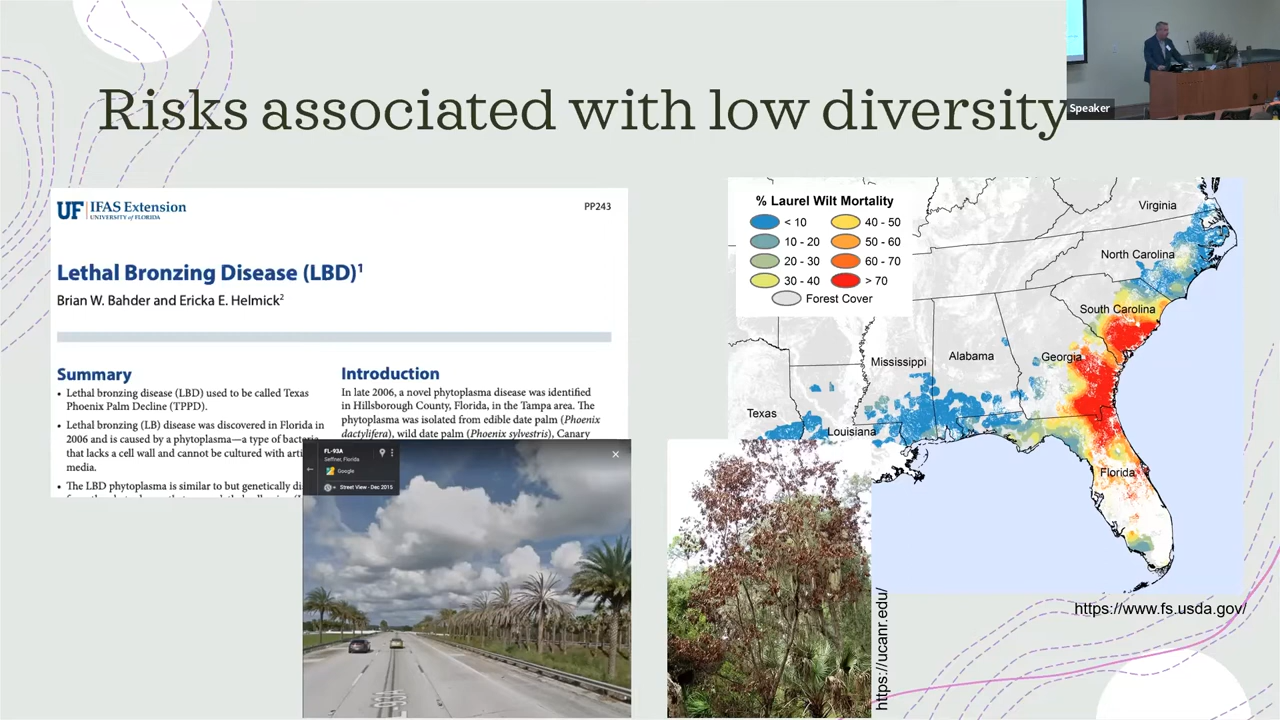 Risks associated with low diversity
Speaker
UF IFAS Extension
UNIVERSITY of FLORIDA
PP243
Lethal Bronzing Disease (LBD)1
Brian W. Bahder and Ericka E. Helmick2
Summary
• Lethal bronzing disease (LBD) used to be called Texas
Phoenix Palm Decline (TPPD).
• Lethal bronzing (LB) disease was discovered in Florida in
2006 and is caused by a phytoplasma—a type of bacteria
that lacks a cell wall and cannot be cultured with arti
media.
• The LBD phytoplasma is similar to but genetically di
Introduction
In late 2006, a novel phytoplasma disease was identified
in Hillsborough County, Florida, in the Tampa area. The
phytoplasma was isolated from edible date palm (Phoenix
dactylifera), wild date palm (Phoenix sylvestris), Canary
FL-93A
Seffner, Florida
Google
Street View - Dec 2015
% Laurel Wilt Mortality
< 10
10 - 20
20 - 30
30 - 40
40 - 50
50 - 60
60 - 70
> 70
Forest Cover
Virginia
North Carolina
South Carolina
Georgia
Alabama
Mississippi
Texas
Louisiana
Florida
https://www.fs.usda.gov/
https://ucanr.edu/